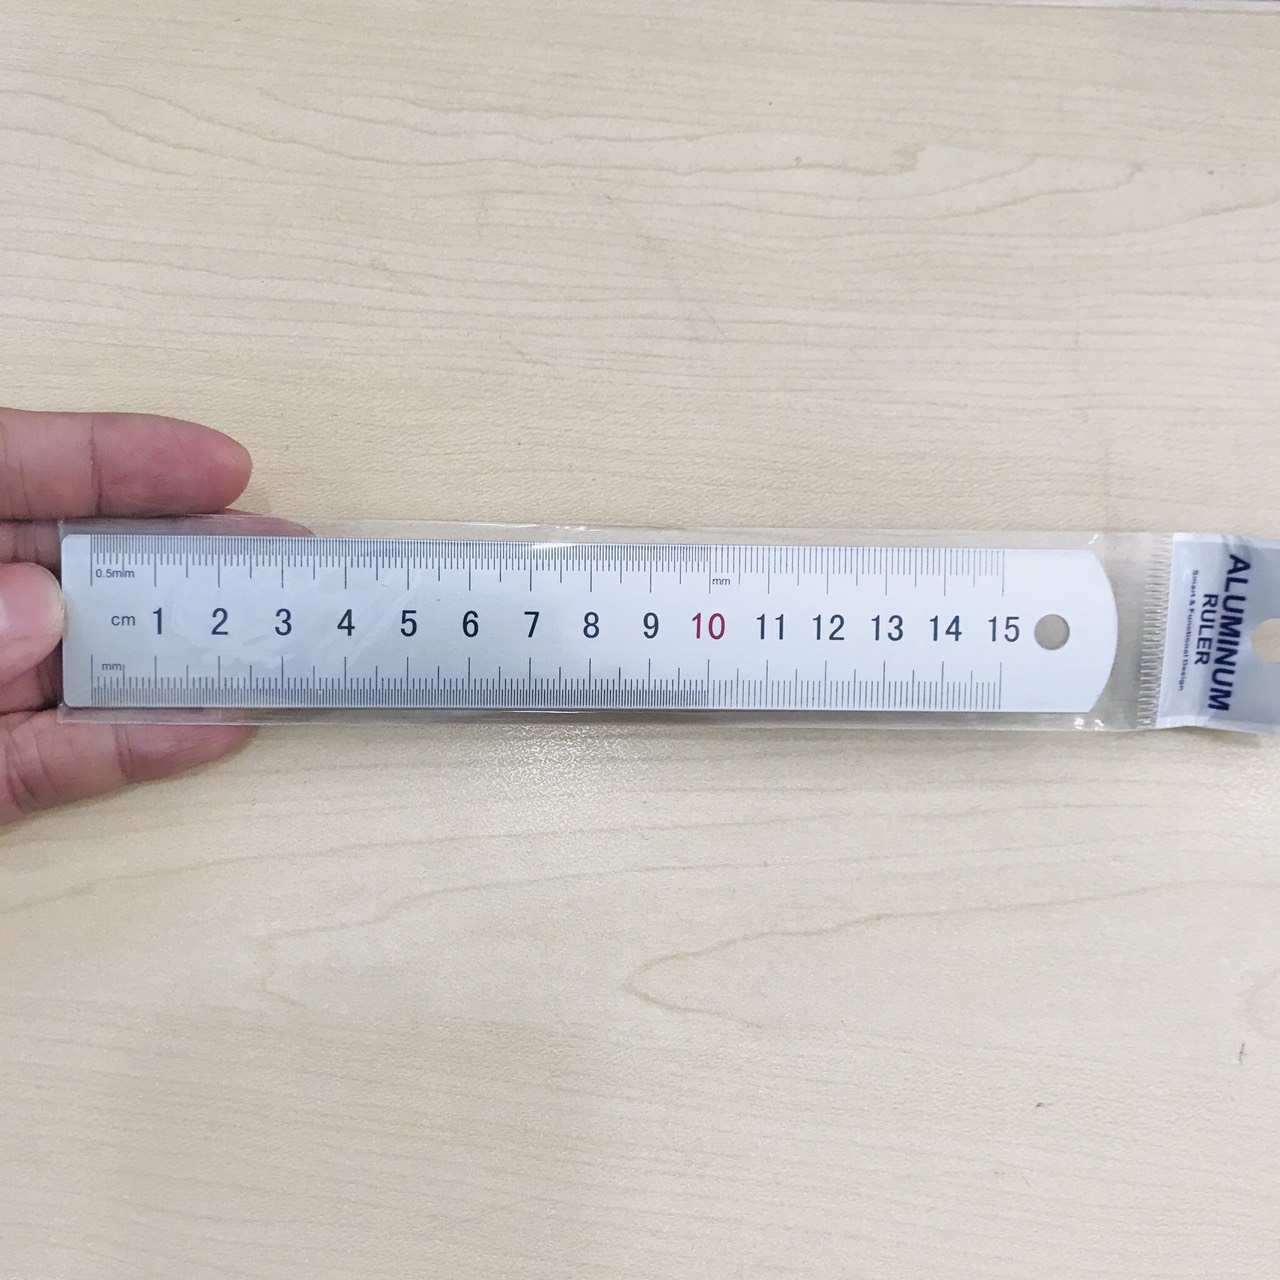 0.5mm
mm
cm 1 2 3 4 5 6 7 8 9 10 11 12 13 14 15
mm
ALUMINUM
RULER
Smart & Functional Design